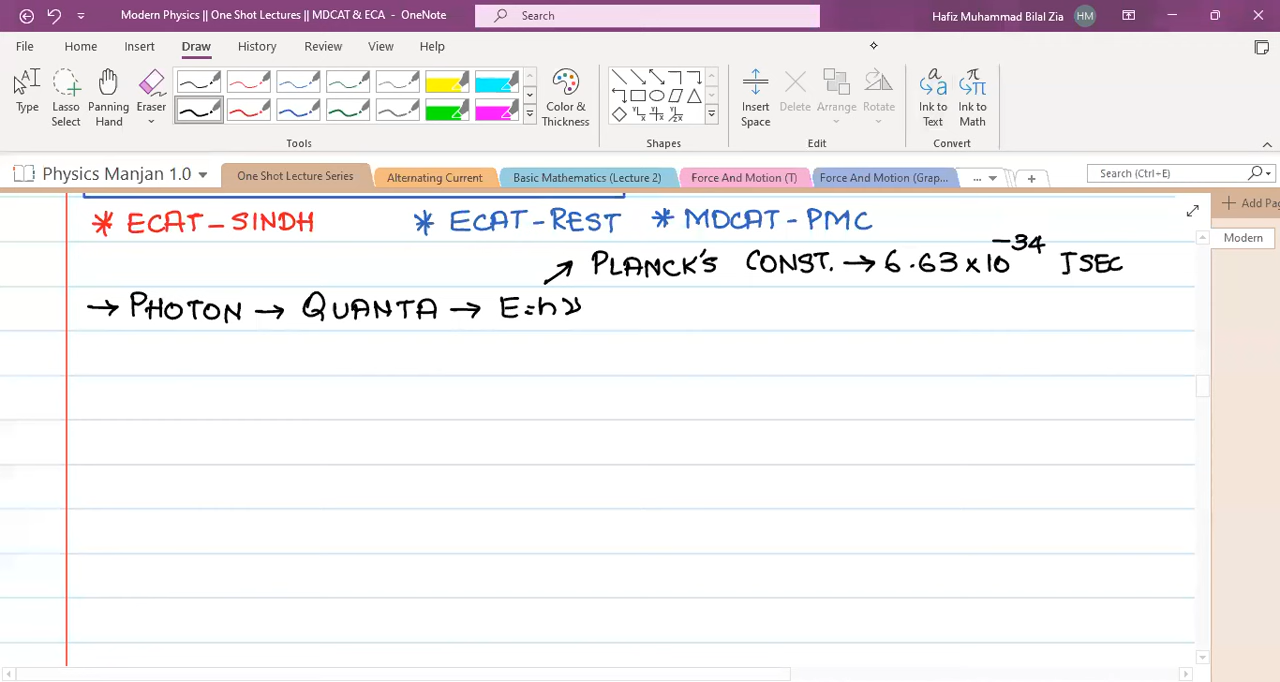 Modern Physics || One Shot Lectures || MDCAT & ECA - OneNote
Search
Hafiz Muhammad Bilal Zia HM
File Home Insert Draw History Review View Help
Type Lasso Select Panning Hand Eraser
Color & Thickness
Insert Space Delete Arrange Rotate
Ink to Text Ink to Math
Tools Shapes Edit Convert
Physics Manjan 1.0 One Shot Lecture Series Alternating Current Basic Mathematics (Lecture 2) Force And Motion (T) Force And Motion (Grap... ... Search (Ctrl+E)
Add Pag
Modern
* ECAT - SINDH * ECAT - REST * MDCAT - PMC
PLANCK'S CONST. → 6.63 x 10⁻³⁴ J SEC
→ PHOTON → QUANTA → E = hν